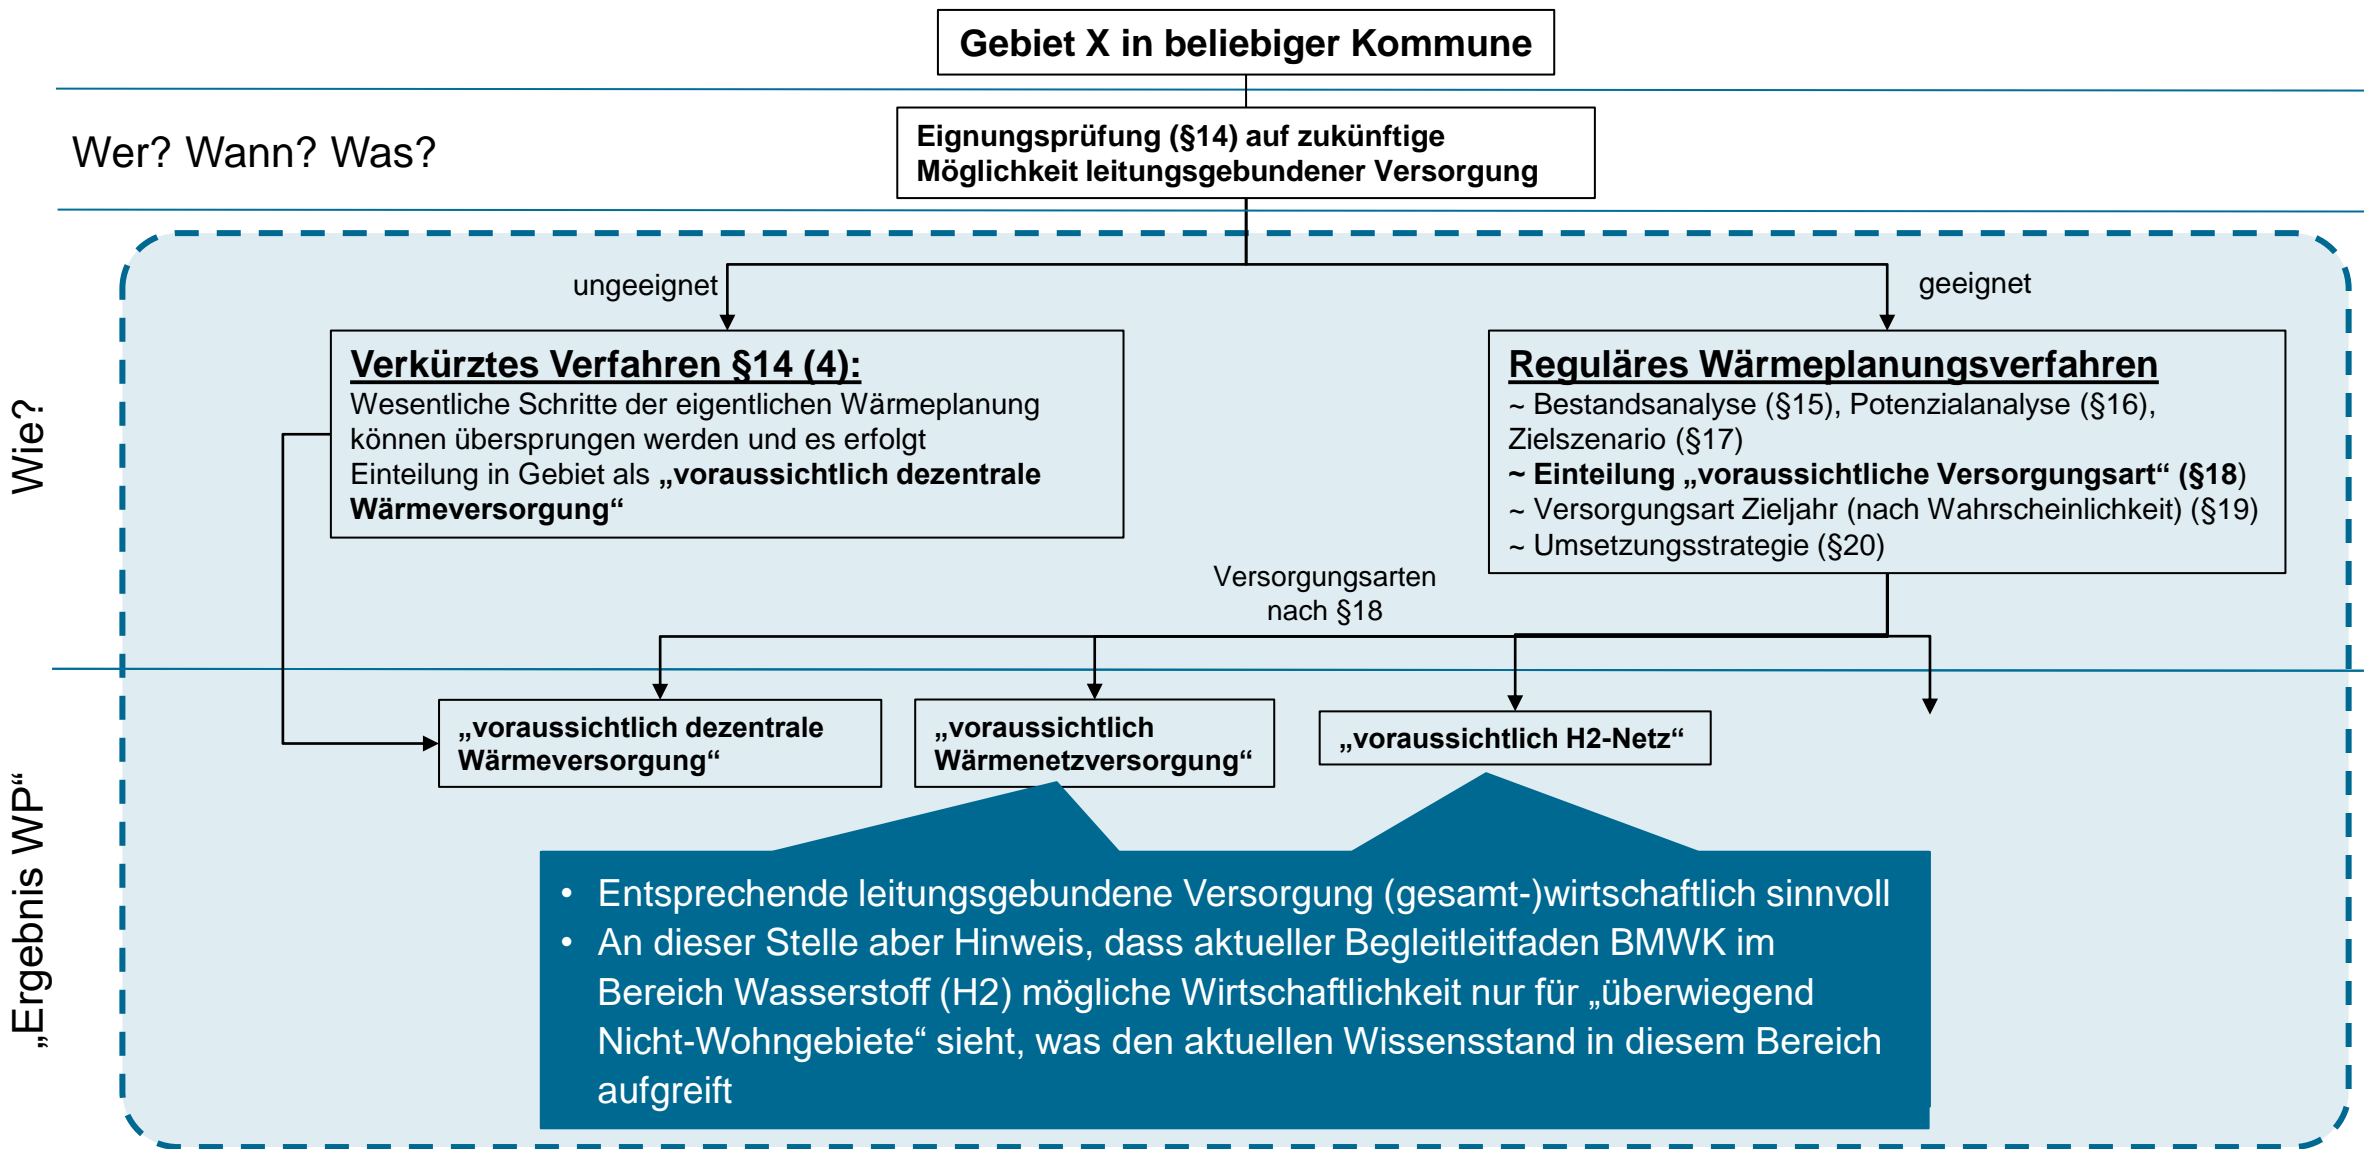 Gebiet X in beliebiger Kommune
Wer? Wann? Was?
Eignungsprüfung (§14) auf zukünftige
Möglichkeit leitungsgebundener Versorgung
Wie?
ungeeignet
geeignet
Verkürztes Verfahren §14 (4):
Wesentliche Schritte der eigentlichen Wärmeplanung
können übersprungen werden und es erfolgt
Einteilung in Gebiet als „voraussichtlich dezentrale
Wärmeversorgung“
Reguläres Wärmeplanungsverfahren
~ Bestandsanalyse (§15), Potenzialanalyse (§16),
Zielszenario (§17)
~ Einteilung „voraussichtliche Versorgungsart“ (§18)
~ Versorgungsart Zieljahr (nach Wahrscheinlichkeit) (§19)
~ Umsetzungsstrategie (§20)
Versorgungsarten
nach §18
„Ergebnis WP“
„voraussichtlich dezentrale
Wärmeversorgung“
„voraussichtlich
Wärmenetzversorgung“
„voraussichtlich H2-Netz“
• Entsprechende leitungsgebundene Versorgung (gesamt-)wirtschaftlich sinnvoll
• An dieser Stelle aber Hinweis, dass aktueller Begleitleitfaden BMWK im
Bereich Wasserstoff (H2) mögliche Wirtschaftlichkeit nur für „überwiegend
Nicht-Wohngebiete“ sieht, was den aktuellen Wissensstand in diesem Bereich
aufgreift